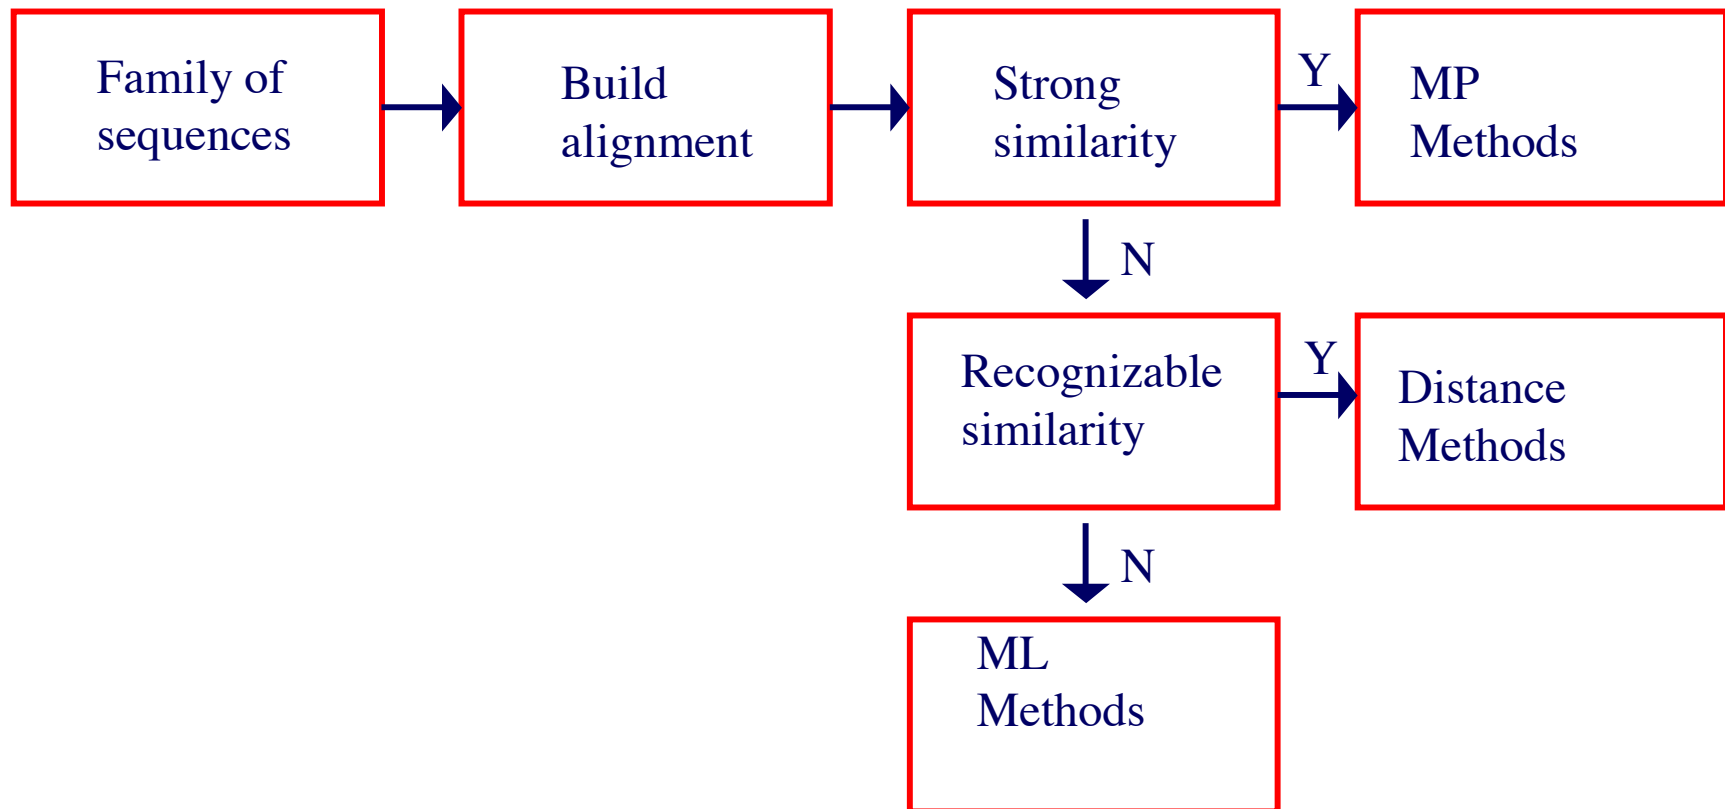 Family of
sequences
Build
alignment
Strong
similarity
Y
MP
Methods
N
Recognizable
similarity
Y
Distance
Methods
N
ML
Methods